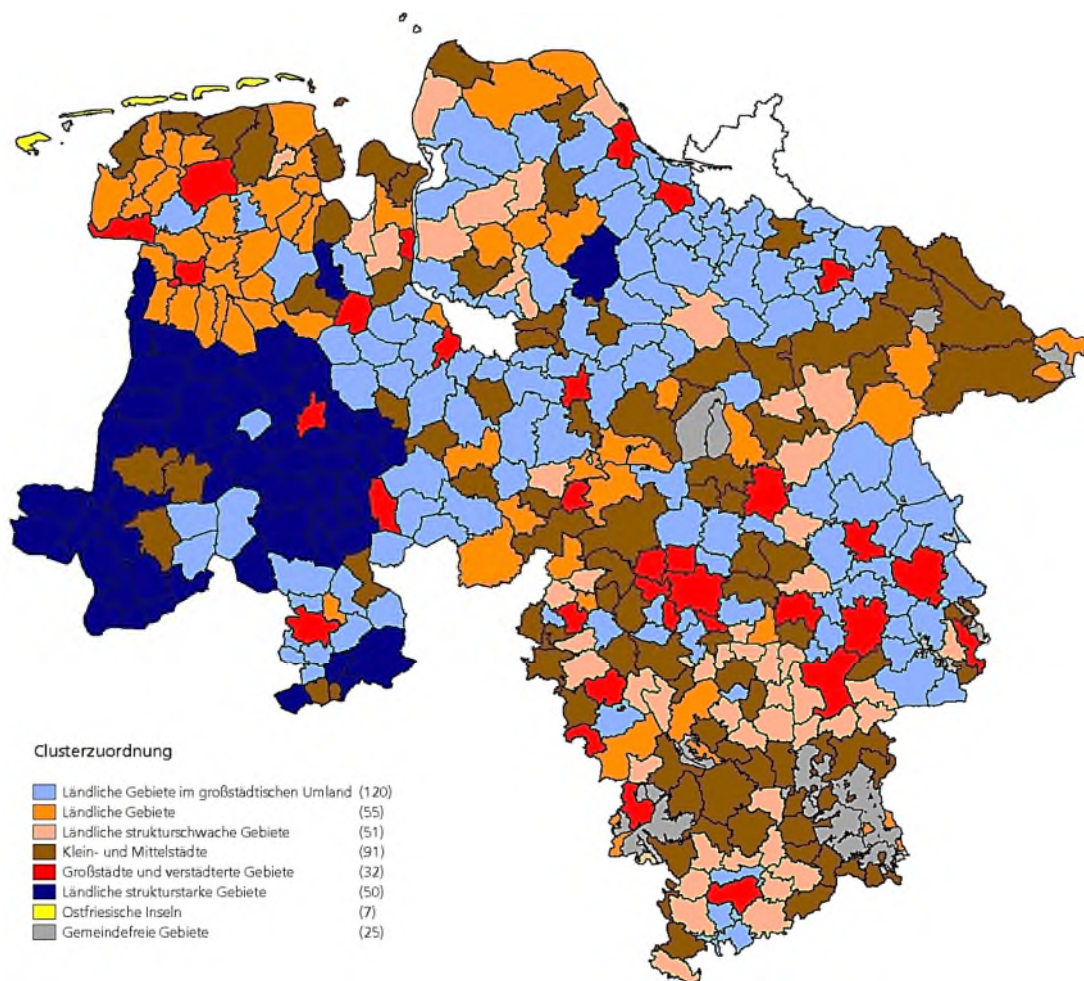 Clusterzuordnung
Ländliche Gebiete im großstädtischen Umland (120)
Ländliche Gebiete (55)
Ländliche strukturschwache Gebiete (51)
Klein- und Mittelstädte (91)
Großstädte und verstädterte Gebiete (32)
Ländliche strukturstarke Gebiete (50)
Ostfriesische Inseln (7)
Gemeindefreie Gebiete (25)